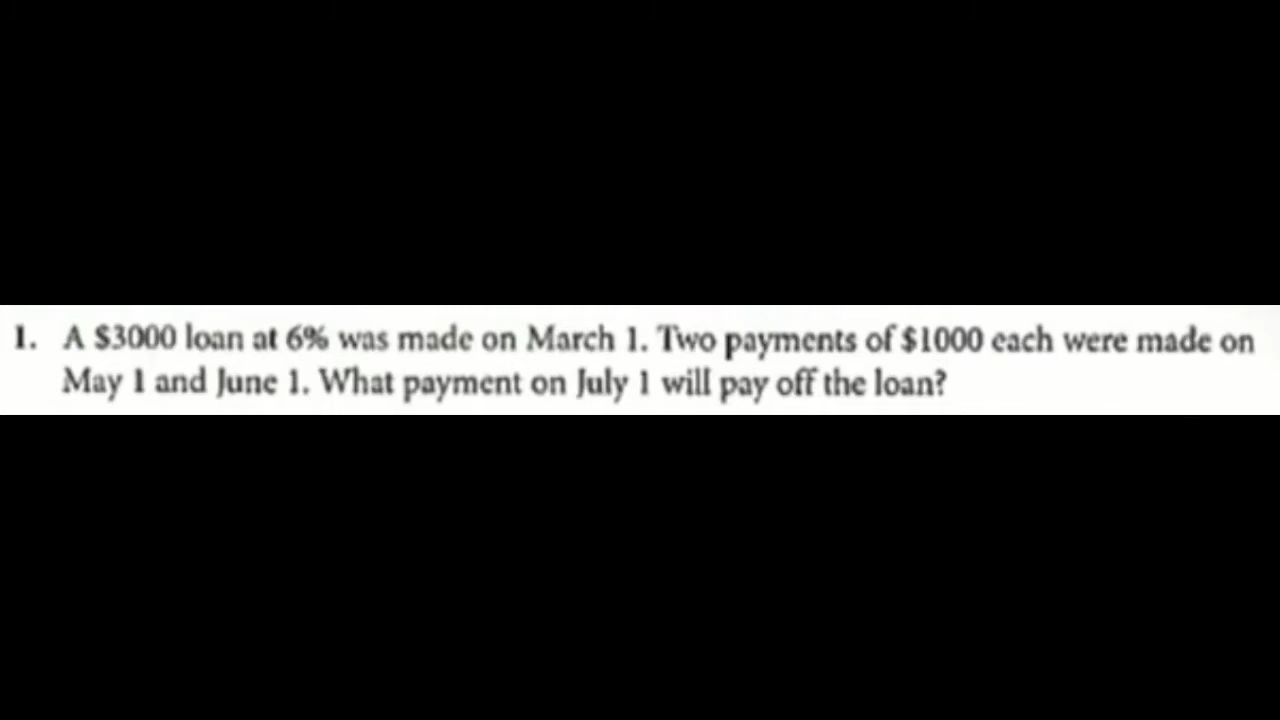 1. A $3000 loan at 6% was made on March 1. Two payments of $1000 each were made on
May 1 and June 1. What payment on July 1 will pay off the loan?